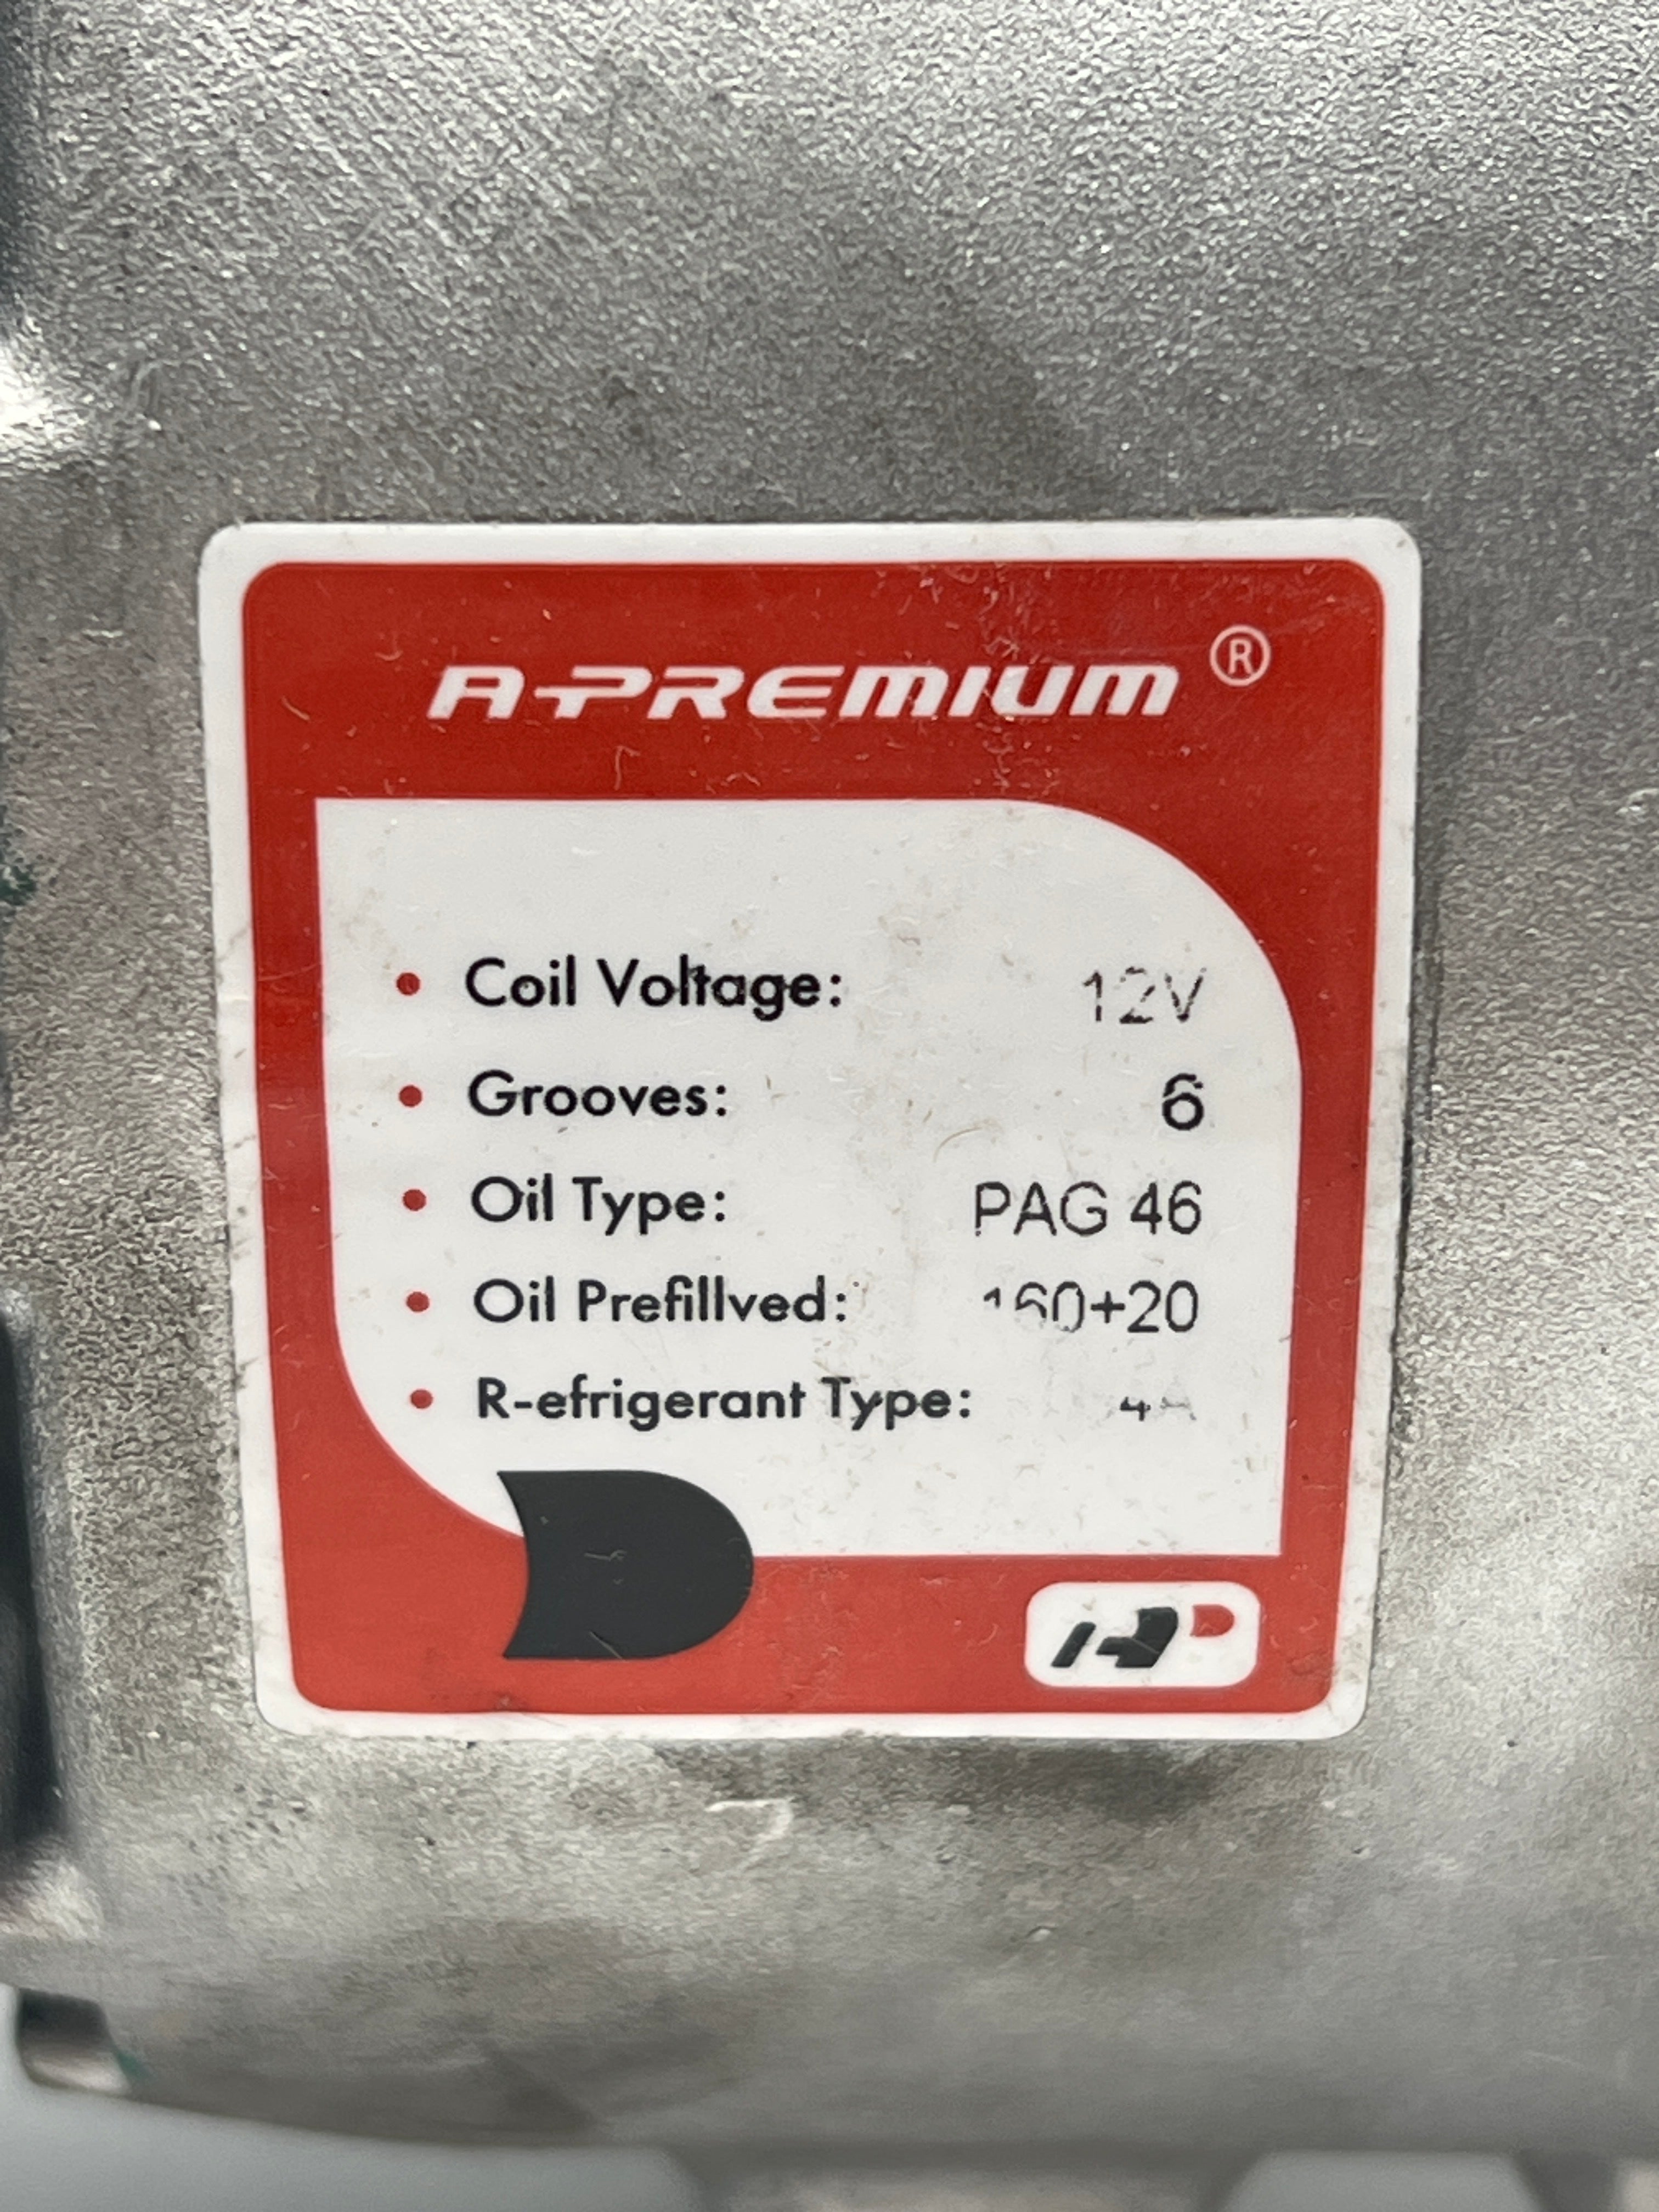 A-PREMIUM ®
• Coil Voltage: 12V
• Grooves: 6
• Oil Type: PAG 46
• Oil Prefillved: 160+20
• R-efrigerant Type: